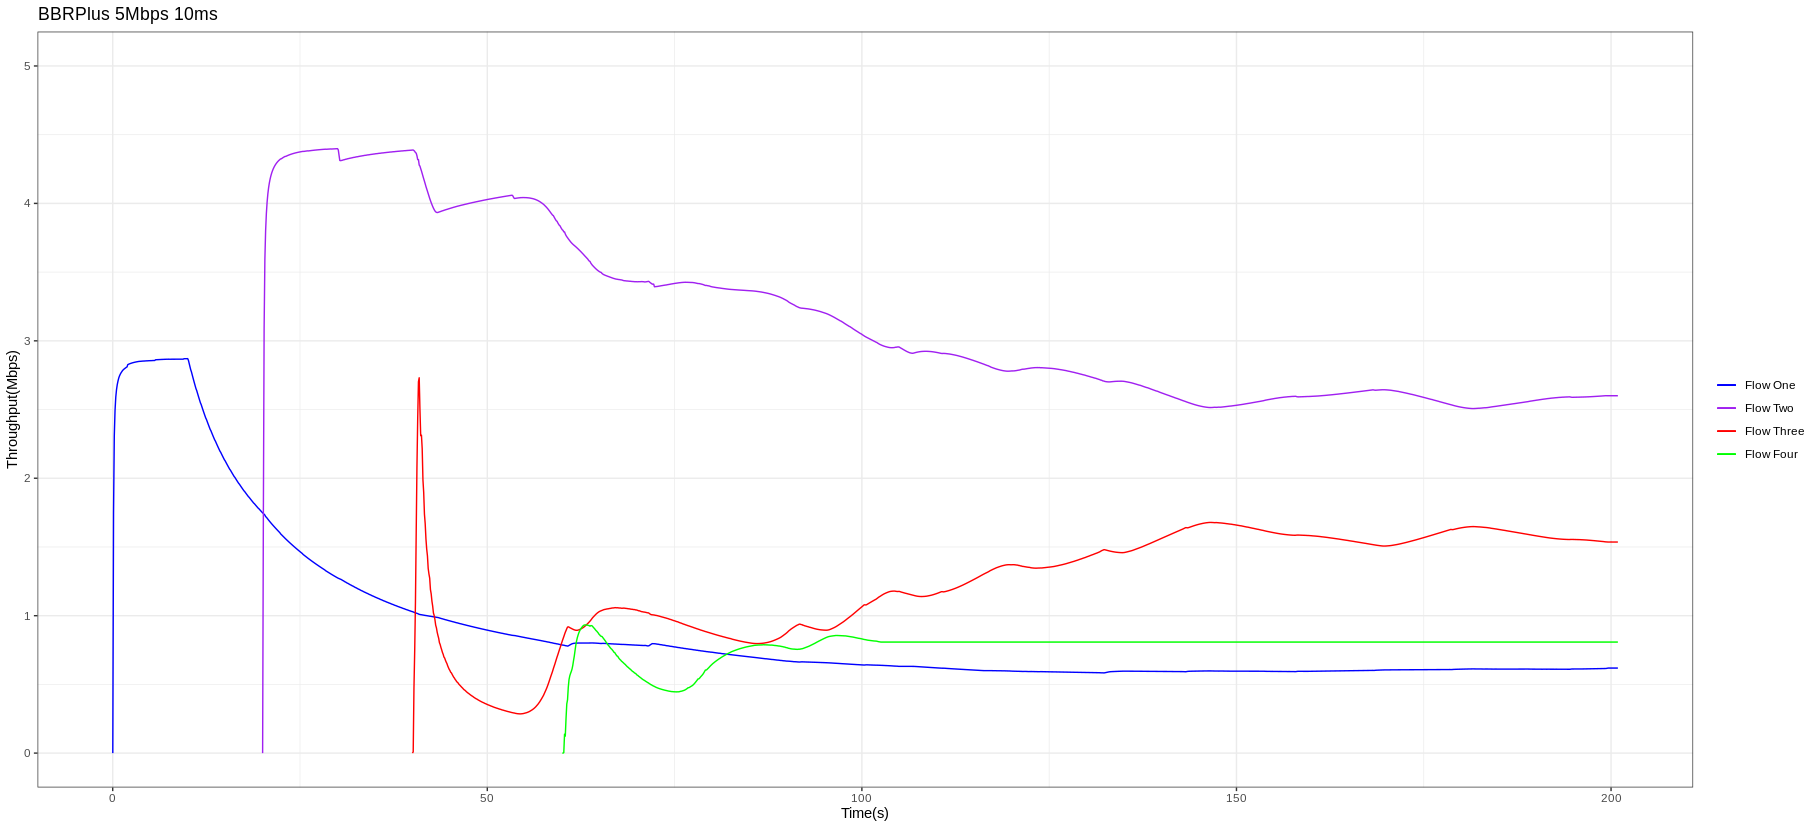 BBRPlus 5Mbps 10ms
5
4
3
2
1
0
Throughput(Mbps)
0 50 100 150 200
Time(s)
Flow One
Flow Two
Flow Three
Flow Four